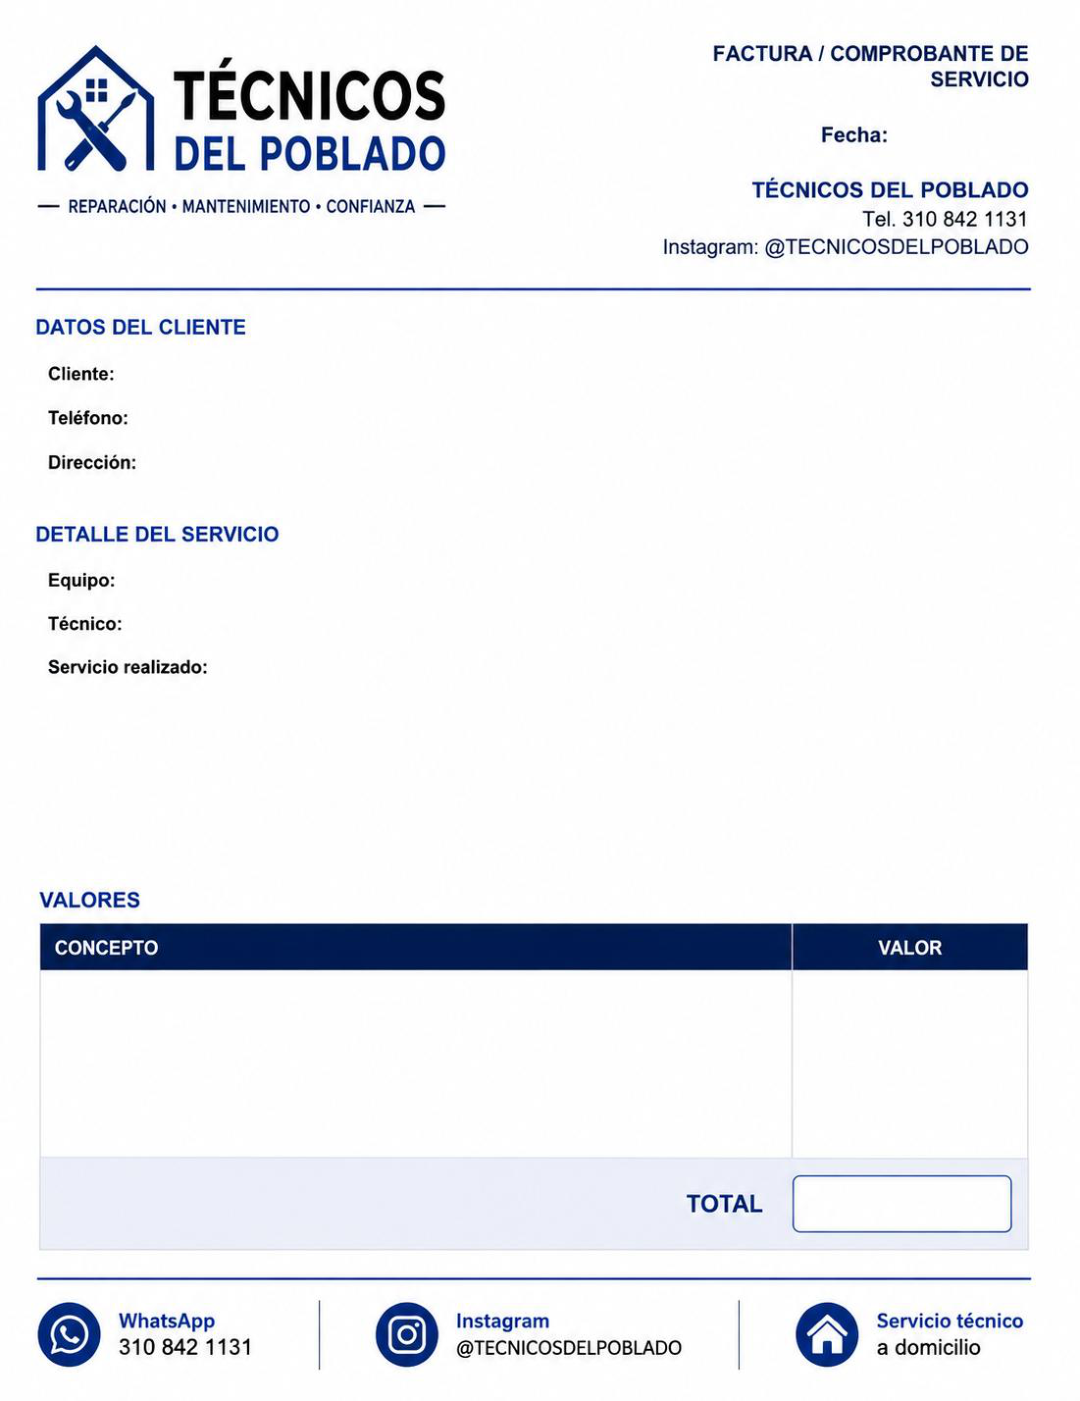 TÉCNICOS
DEL POBLADO
REPARACIÓN • MANTENIMIENTO • CONFIANZA
FACTURA / COMPROBANTE DE
SERVICIO
Fecha:
TÉCNICOS DEL POBLADO
Tel. 310 842 1131
Instagram: @TECNICOSDELPOBLADO
DATOS DEL CLIENTE
Cliente:
Teléfono:
Dirección:
DETALLE DEL SERVICIO
Equipo:
Técnico:
Servicio realizado:
VALORES
CONCEPTO VALOR
TOTAL
WhatsApp
310 842 1131
Instagram
@TECNICOSDELPOBLADO
Servicio técnico
a domicilio